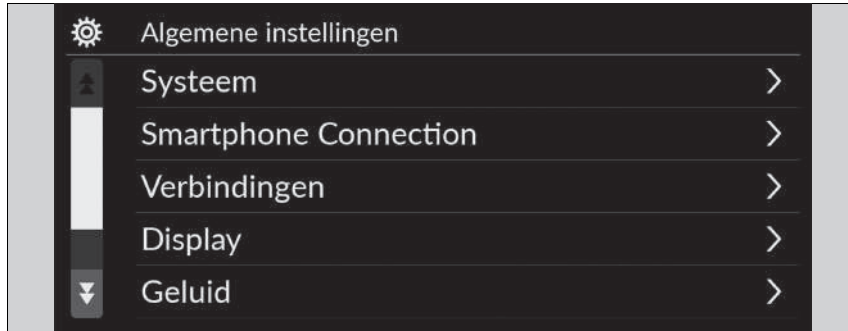 Algemene instellingen
Systeem
Smartphone Connection
Verbindingen
Display
Geluid